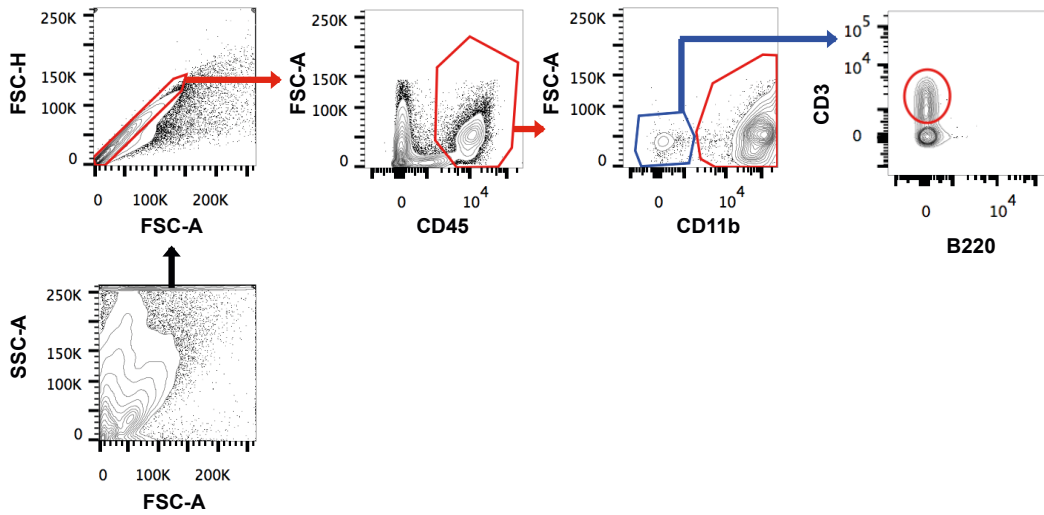 FSC-H
250K
150K
100K
0
0 100K 200K
FSC-A
FSC-A
250K
150K
100K
0
0 10^4
CD45
FSC-A
250K
150K
100K
0
0 10^4
CD11b
CD3
10^5
10^4
0
0 10^4
B220
SSC-A
250K
150K
100K
0
0 100K 200K
FSC-A